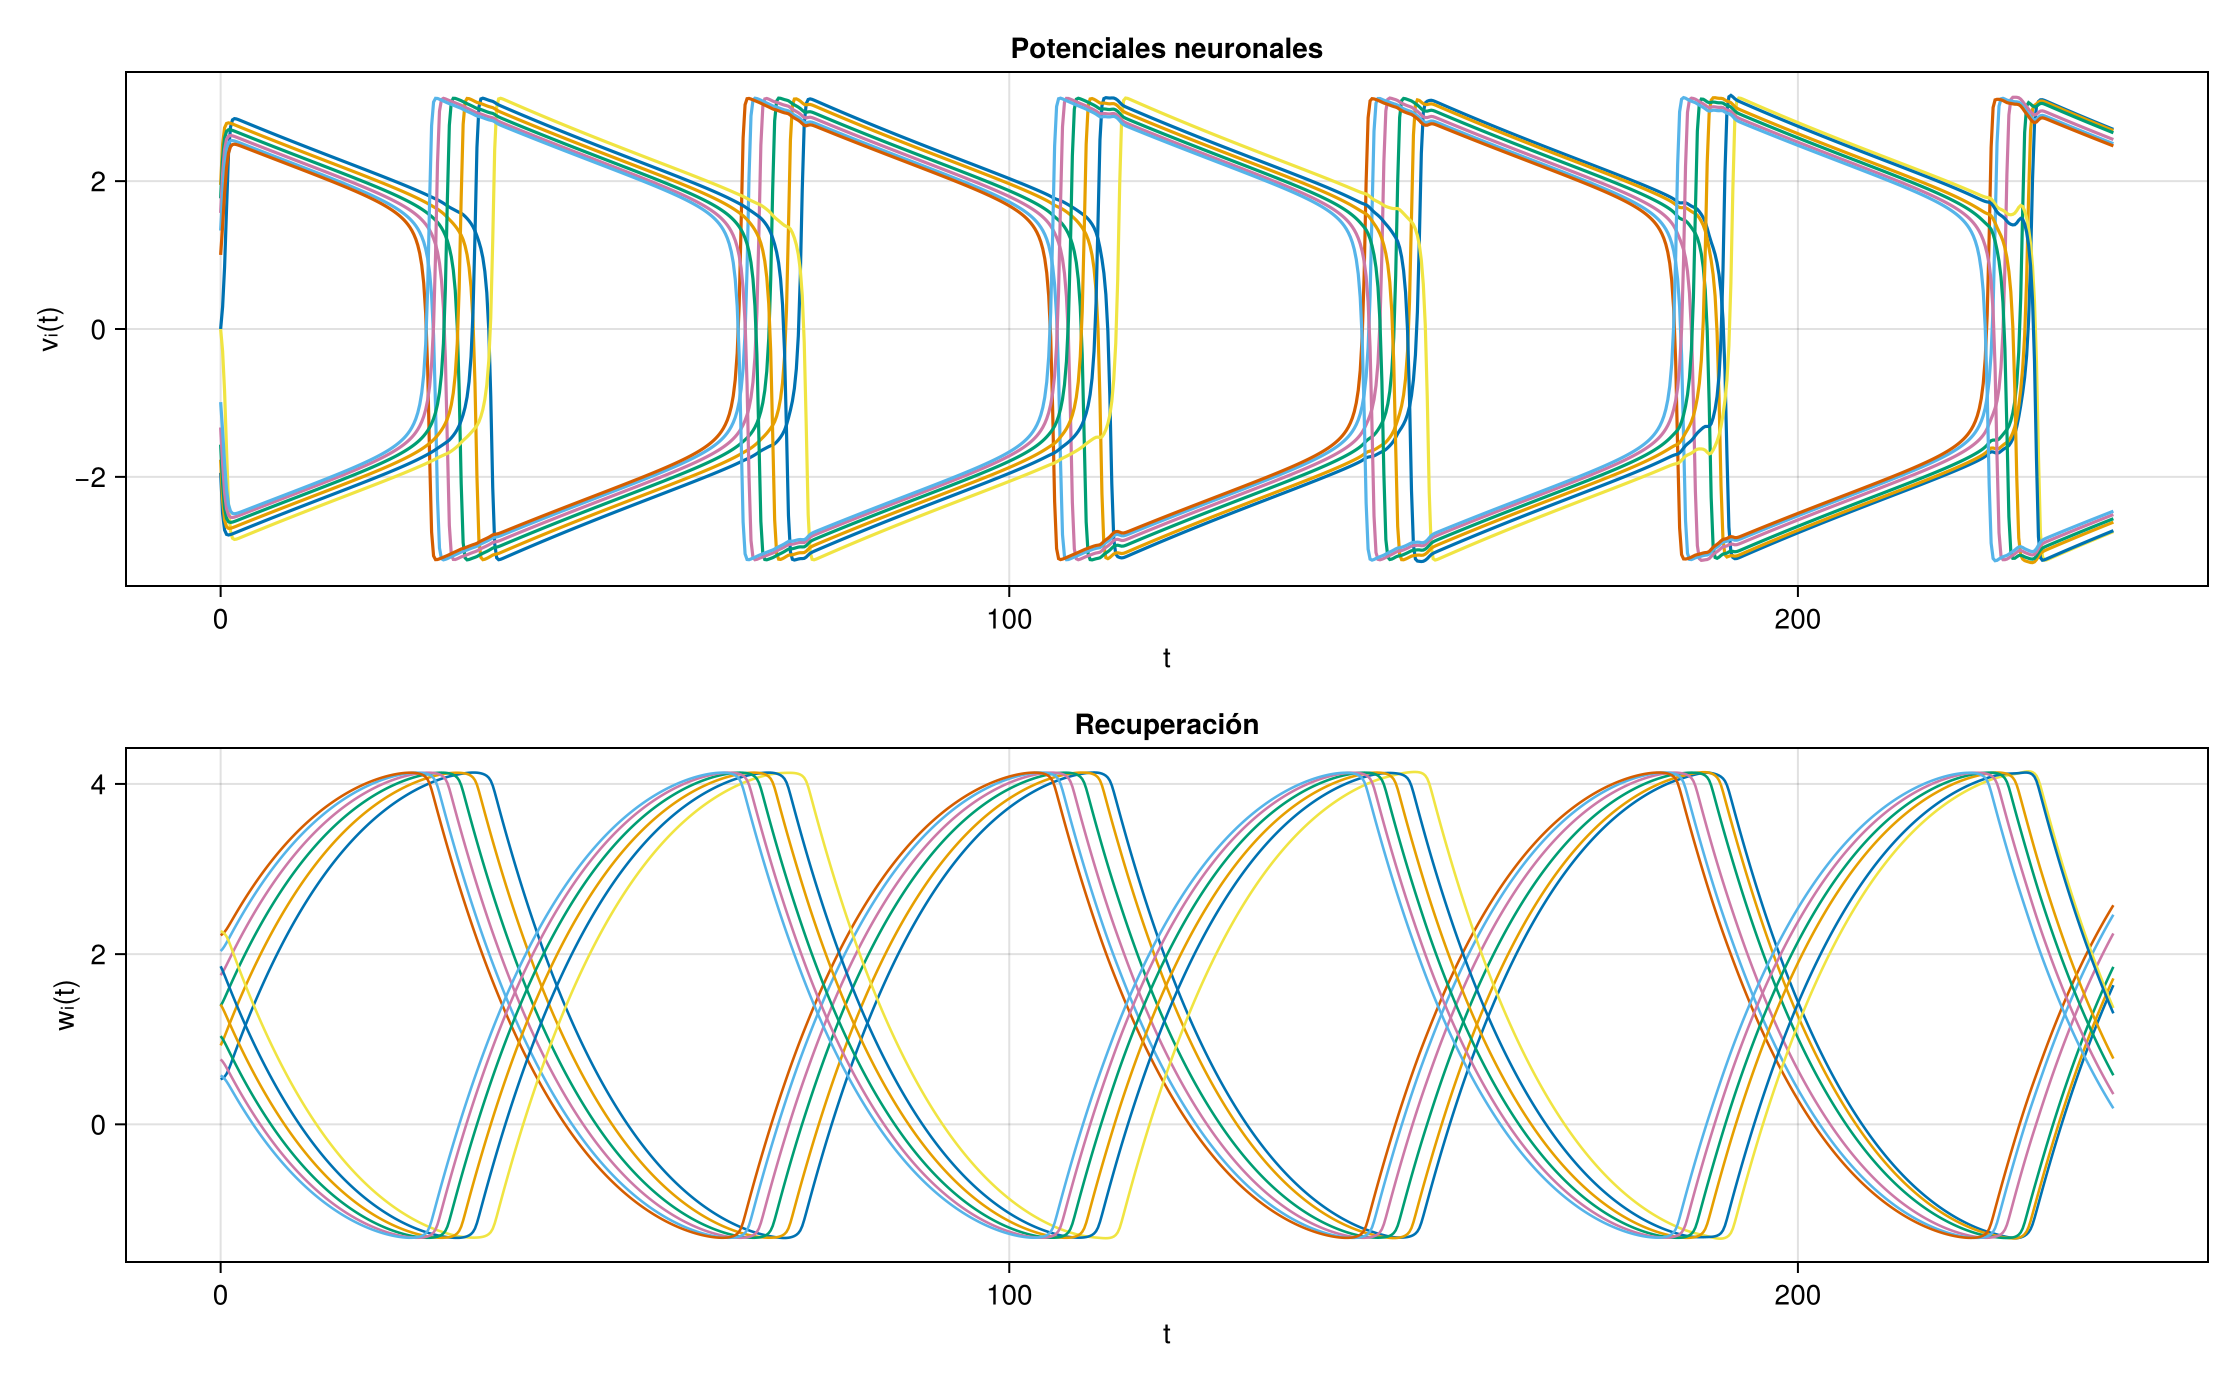 Potenciales neuronales
vᵢ(t)
2
0
−2
0 100 200
t
Recuperación
wᵢ(t)
4
2
0
0 100 200
t